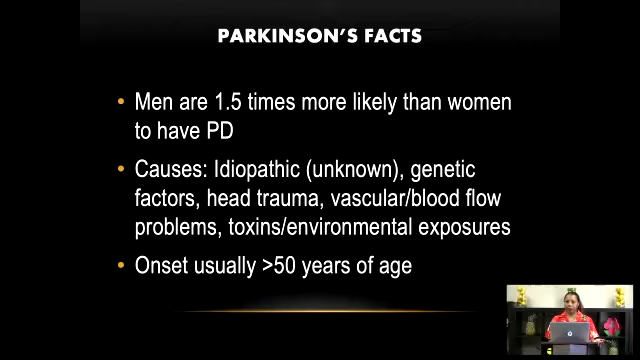 PARKINSON'S FACTS
• Men are 1.5 times more likely than women
to have PD
• Causes: Idiopathic (unknown), genetic
factors, head trauma, vascular/blood flow
problems, toxins/environmental exposures
• Onset usually >50 years of age